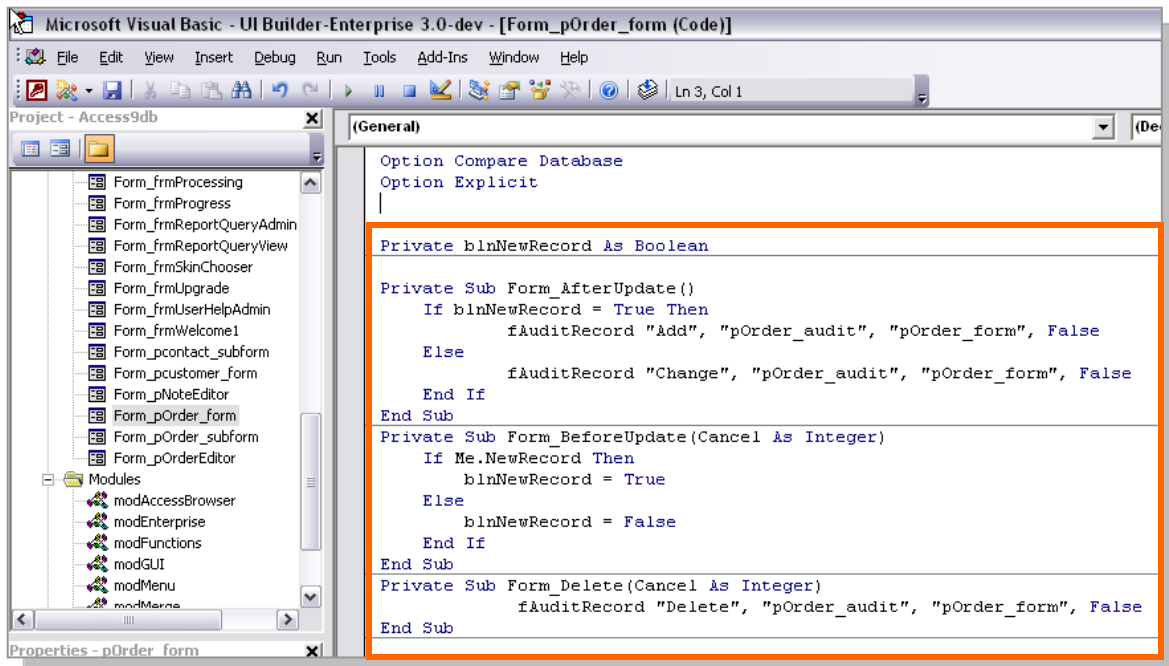 Microsoft Visual Basic - UI Builder-Enterprise 3.0-dev - [Form_pOrder_form (Code)]
File Edit View Insert Debug Run Tools Add-Ins Window Help
Ln 3, Col 1
Project - Access9db
Form_frmProcessing
Form_frmProgress
Form_frmReportQueryAdmin
Form_frmReportQueryView
Form_frmSkinChooser
Form_frmUpgrade
Form_frmUserHelpAdmin
Form_frmWelcome1
Form_pcontact_subform
Form_pcustomer_form
Form_pNoteEditor
Form_pOrder_form
Form_pOrder_subform
Form_pOrderEditor
Modules
modAccessBrowser
modEnterprise
modFunctions
modGUI
modMenu
modMerge
Properties - pOrder_form
(General)
(De
Option Compare Database
Option Explicit
Private blnNewRecord As Boolean
Private Sub Form_AfterUpdate()
If blnNewRecord = True Then
fAuditRecord "Add", "pOrder_audit", "pOrder_form", False
Else
fAuditRecord "Change", "pOrder_audit", "pOrder_form", False
End If
End Sub
Private Sub Form_BeforeUpdate(Cancel As Integer)
If Me.NewRecord Then
blnNewRecord = True
Else
blnNewRecord = False
End If
End Sub
Private Sub Form_Delete(Cancel As Integer)
fAuditRecord "Delete", "pOrder_audit", "pOrder_form", False
End Sub